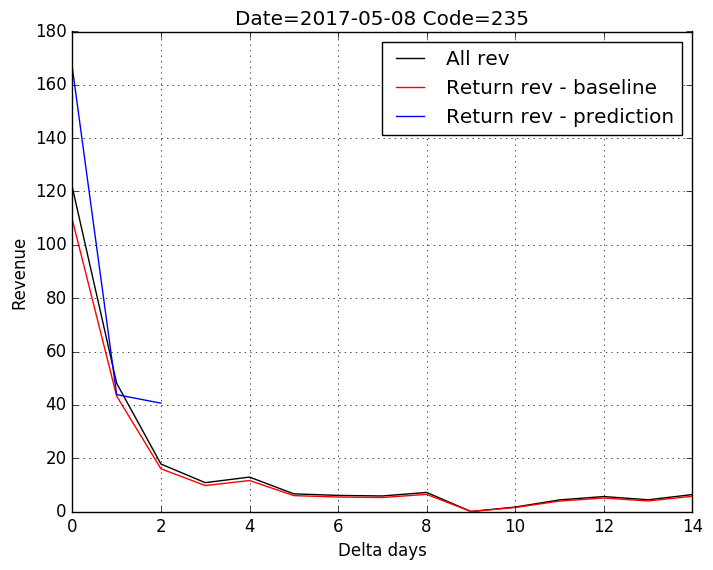 Date=2017-05-08 Code=235
All rev
Return rev - baseline
Return rev - prediction
Revenue
180
160
140
120
100
80
60
40
20
0
0 2 4 6 8 10 12 14
Delta days